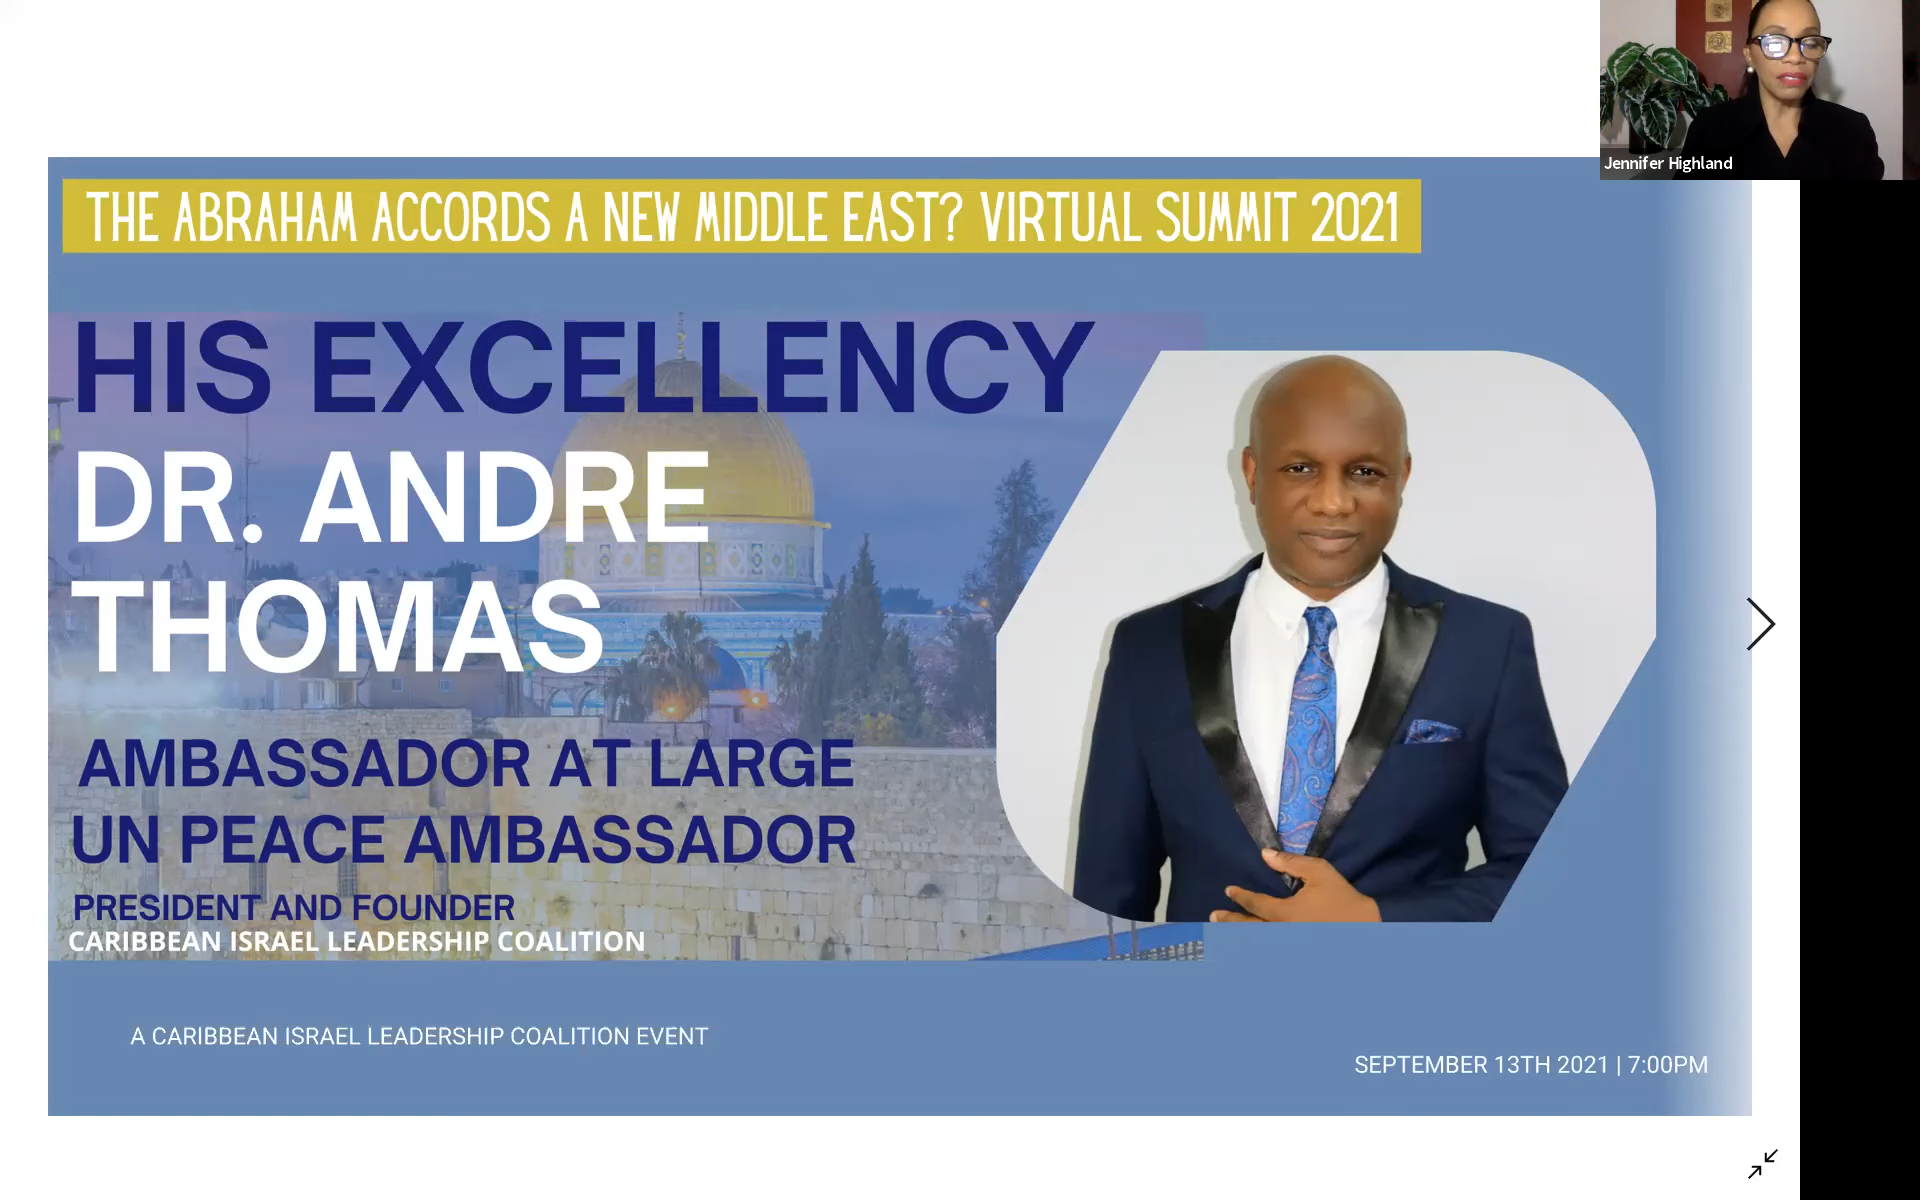 Jennifer Highland
THE ABRAHAM ACCORDS A NEW MIDDLE EAST? VIRTUAL SUMMIT 2021
HIS EXCELLENCY
DR. ANDRE
THOMAS
AMBASSADOR AT LARGE
UN PEACE AMBASSADOR
PRESIDENT AND FOUNDER
CARIBBEAN ISRAEL LEADERSHIP COALITION
A CARIBBEAN ISRAEL LEADERSHIP COALITION EVENT
SEPTEMBER 13TH 2021 | 7:00PM